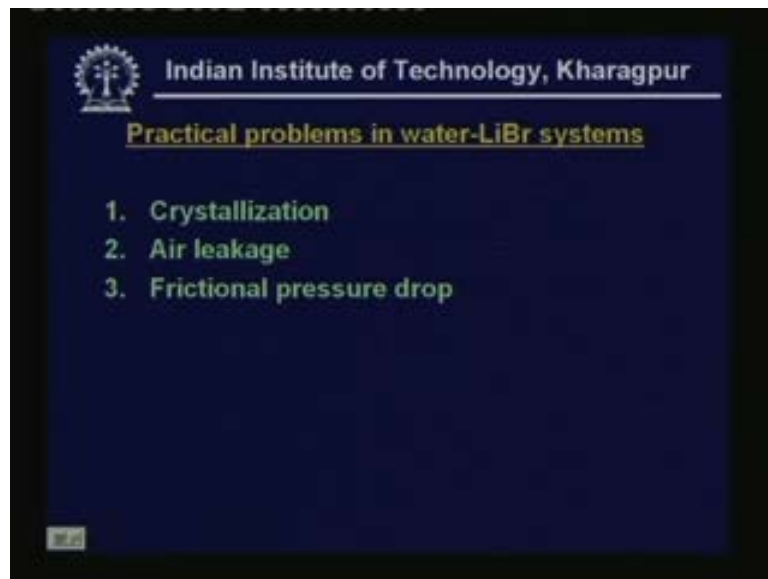 Indian Institute of Technology, Kharagpur
Practical problems in water-LiBr systems
1. Crystallization
2. Air leakage
3. Frictional pressure drop